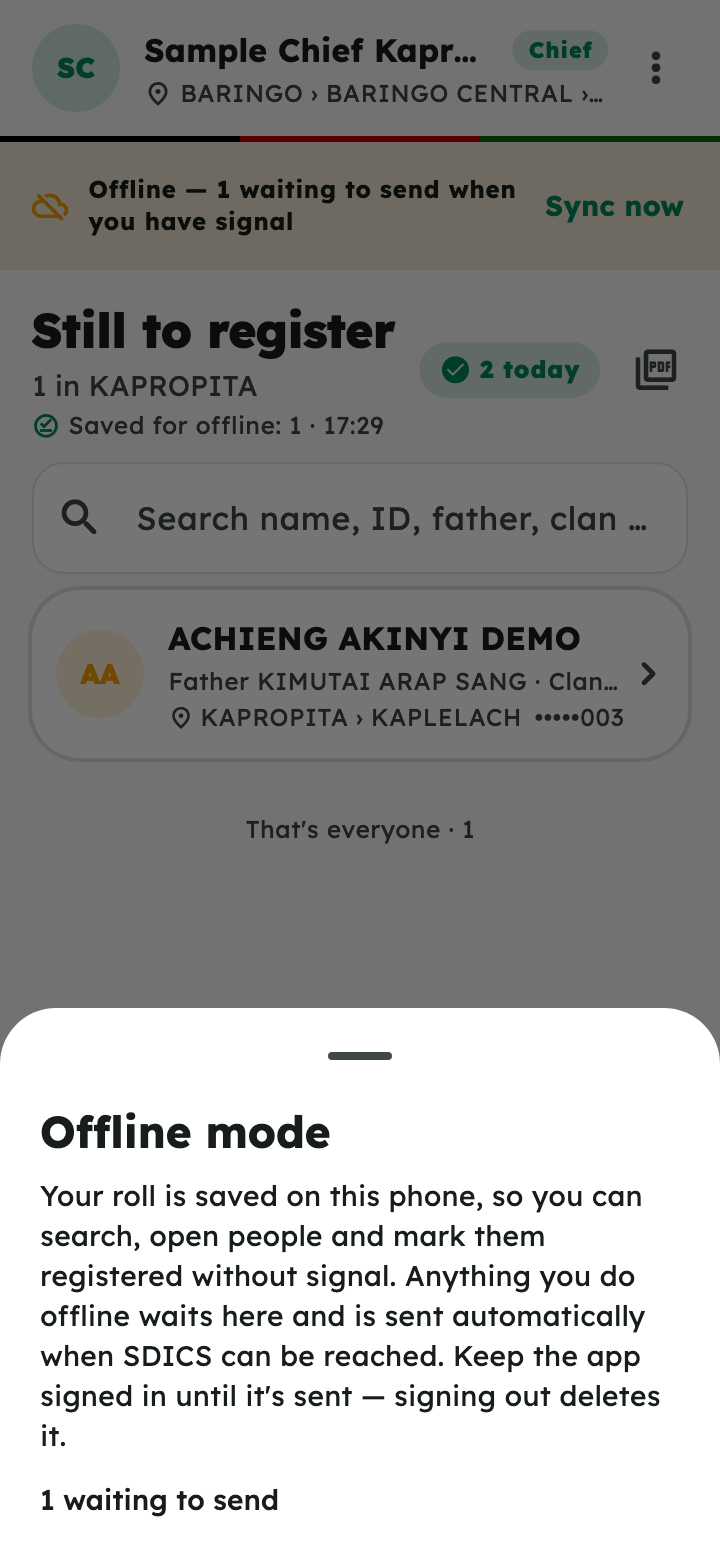 SC
Sample Chief Kapr...
Chief
BARINGO › BARINGO CENTRAL ›...
Offline — 1 waiting to send when
you have signal
Sync now
Still to register
1 in KAPROPITA
Saved for offline: 1 · 17:29
2 today
PDF
Search name, ID, father, clan ...
AA
ACHIENG AKINYI DEMO
Father KIMUTAI ARAP SANG · Clan...
KAPROPITA › KAPLELACH •••••003
That's everyone · 1
Offline mode
Your roll is saved on this phone, so you can
search, open people and mark them
registered without signal. Anything you do
offline waits here and is sent automatically
when SDICS can be reached. Keep the app
signed in until it's sent — signing out deletes
it.
1 waiting to send